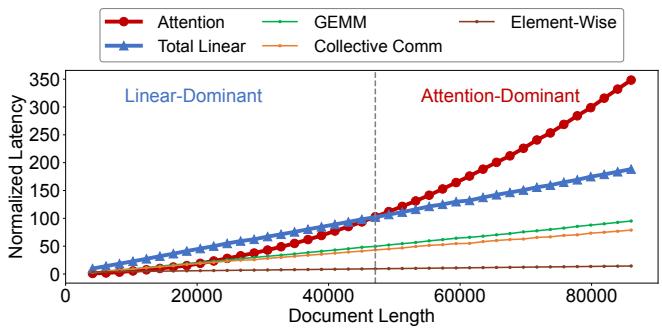 Attention GEMM Element-Wise
Total Linear Collective Comm
Linear-Dominant Attention-Dominant
350
300
250
200
150
100
50
0
Normalized Latency
0 20000 40000 60000 80000
Document Length